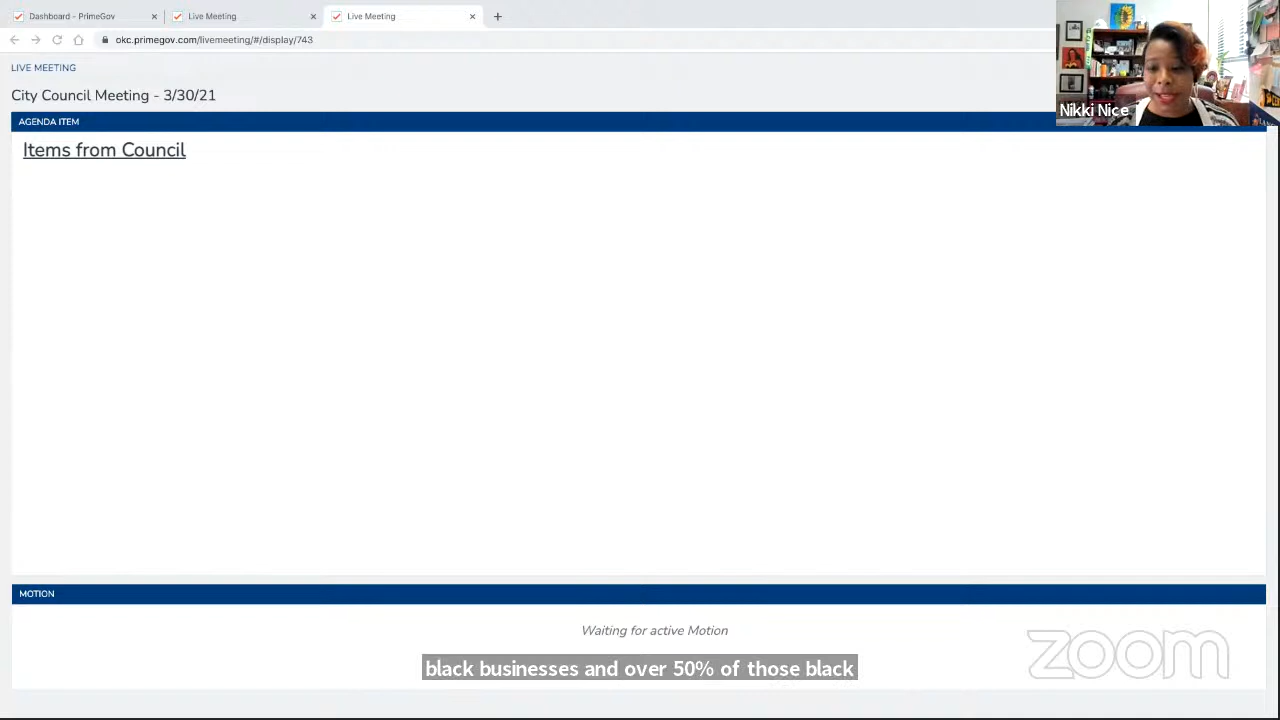 Dashboard - PrimeGov
Live Meeting
Live Meeting
okc.primegov.com/livemeeting/#/display/743
LIVE MEETING
City Council Meeting - 3/30/21
Nikki Nice
AGENDA ITEM
Items from Council
MOTION
Waiting for active Motion
zoom
black businesses and over 50% of those black